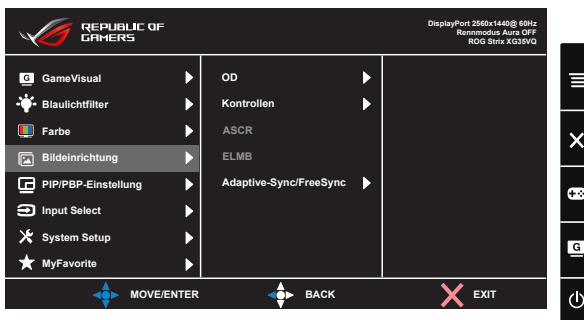 REPUBLIC OF
GAMERS
DisplayPort 2560x1440@ 60Hz
Rennmodus Aura OFF
ROG Strix XG35VQ
G GameVisual
Blaulichtfilter
Farbe
Bildeinrichtung
PIP/PBP-Einstellung
Input Select
System Setup
MyFavorite
OD
Kontrollen
ASCR
ELMB
Adaptive-Sync/FreeSync
MOVE/ENTER
BACK
EXIT
G